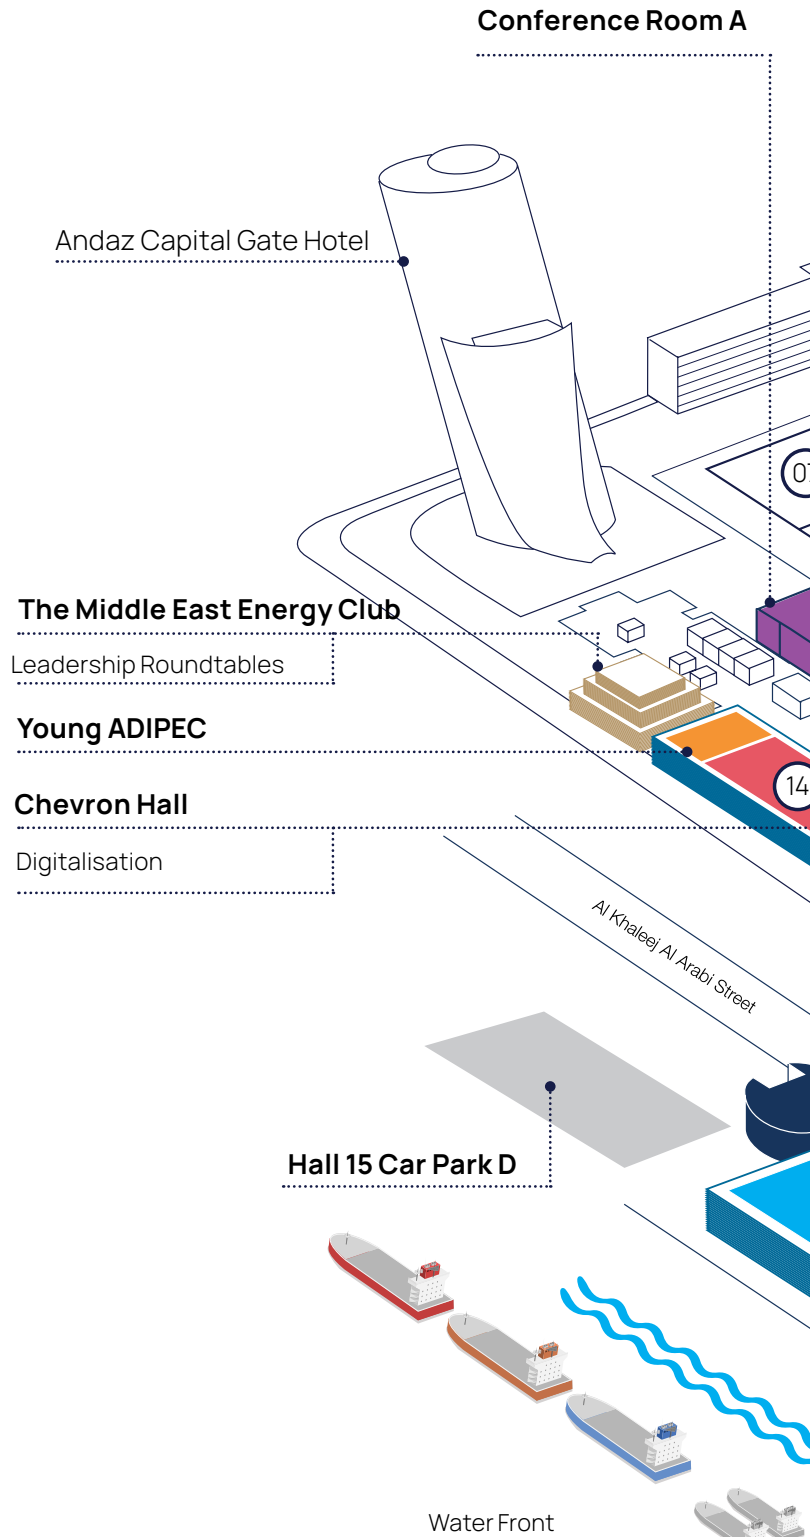 Conference Room A
Andaz Capital Gate Hotel
The Middle East Energy Club
Leadership Roundtables
Young ADIPEC
14
Chevron Hall
Digitalisation
Al Khaleej Al Arabi Street
Hall 15 Car Park D
Water Front